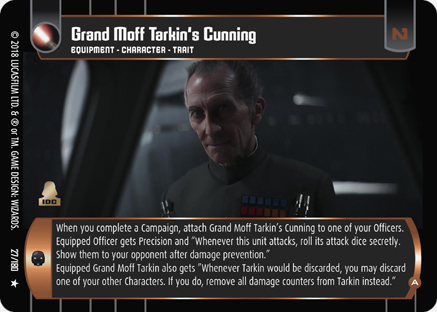 Grand Moff Tarkin's Cunning
EQUIPMENT - CHARACTER - TRAIT
N
© 2018 LUCASFILM LTD. & ® or TM. GAME DESIGN: WIZARDS.
IDC
27/180
When you complete a Campaign, attach Grand Moff Tarkin's Cunning to one of your Officers.
Equipped Officer gets Precision and "Whenever this unit attacks, roll its attack dice secretly.
Show them to your opponent after damage prevention."
Equipped Grand Moff Tarkin also gets "Whenever Tarkin would be discarded, you may discard
one of your other Characters. If you do, remove all damage counters from Tarkin instead."
A